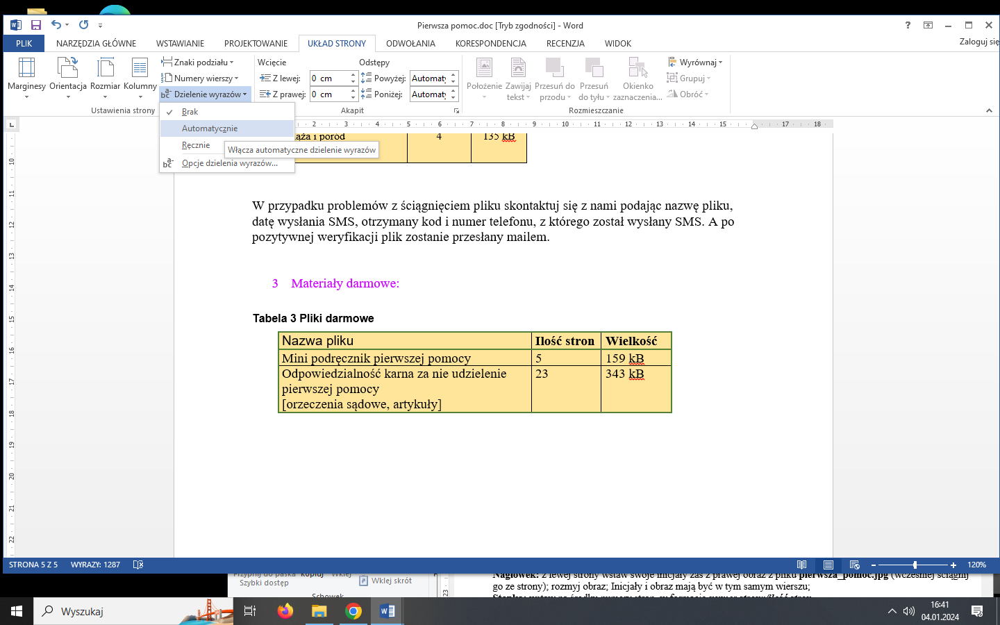 Pierwsza pomoc.doc [Tryb zgodności] - Word
?
PLIK NARZĘDZIA GŁÓWNE WSTAWIANIE PROJEKTOWANIE UKŁAD STRONY ODWOŁANIA KORESPONDENCJA RECENZJA WIDOK Zaloguj się
Marginesy Orientacja Rozmiar Kolumny
Znaki podziału
Numery wierszy
Dzielenie wyrazów
Ustawienia strony
Wcięcie Odstępy
Z lewej: 0 cm Powyżej: Automaty
Z prawej: 0 cm Poniżej: Automaty
Akapit
Położenie Zawijaj tekst Przesuń do przodu Przesuń do tyłu Okienko zaznaczenia...
Wyrównaj
Grupuj
Obróć
Rozmieszczanie
Brak
Automatycznie
Ręcznie
Opcje dzielenia wyrazów...
Włącza automatyczne dzielenie wyrazów
L
2 3 4 5 6 7 8 9 10 11 12 13 14 15 17 18
10
11
12
13
14
15
16
17
18
19
20
21
22
i poród 4 135 kB
W przypadku problemów z ściągnięciem pliku skontaktuj się z nami podając nazwę pliku,
datę wysłania SMS, otrzymany kod i numer telefonu, z którego został wysłany SMS. A po
pozytywnej weryfikacji plik zostanie przesłany mailem.
3 Materiały darmowe:
Tabela 3 Pliki darmowe
Nazwa pliku Ilość stron Wielkość
Mini podręcznik pierwszej pomocy 5 159 kB
Odpowiedzialność karna za nie udzielenie 23 343 kB
pierwszej pomocy
[orzeczenia sądowe, artykuły]
STRONA 5 Z 5 WYRAZY: 1287 120%
Przypnij do paska Kopiuj Wklej
Szybki dostęp
Wklej skrót
Schowek
23
Nagłówek: z lewej strony wstaw swoje inicjały zaś z prawej obraz z pliku pierwsza_pomoc.jpg (wcześniej ściągnij
go ze strony); rozmyj obraz; Inicjały i obraz mają być w tym samym wierszu;
Wyszukaj
16:41
04.01.2024